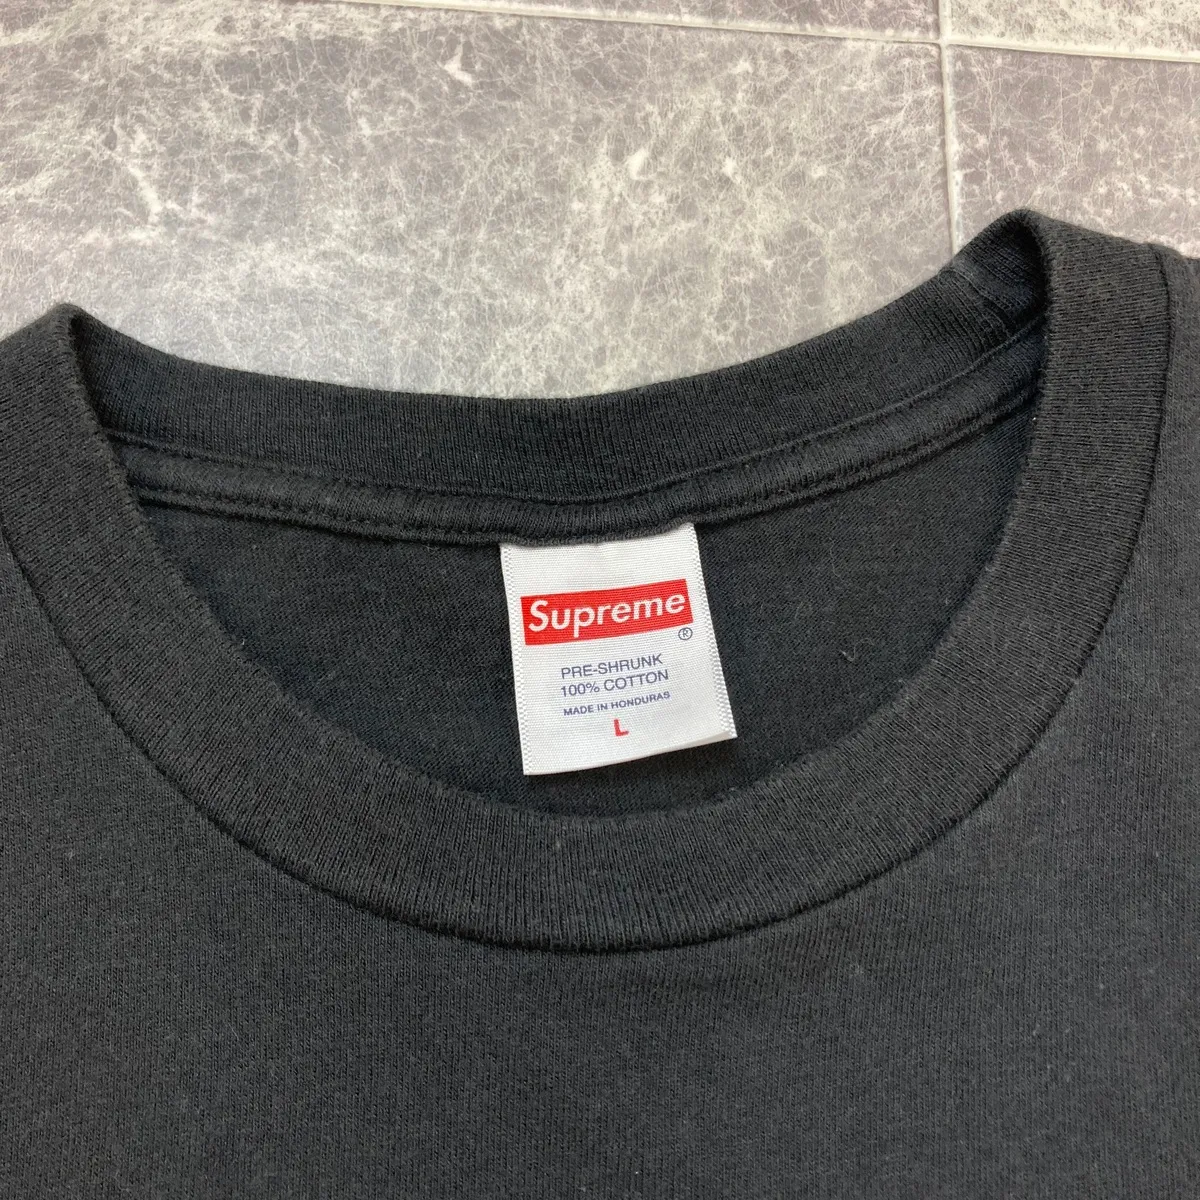 Supreme
®
PRE-SHRUNK
100% COTTON
MADE IN HONDURAS
L